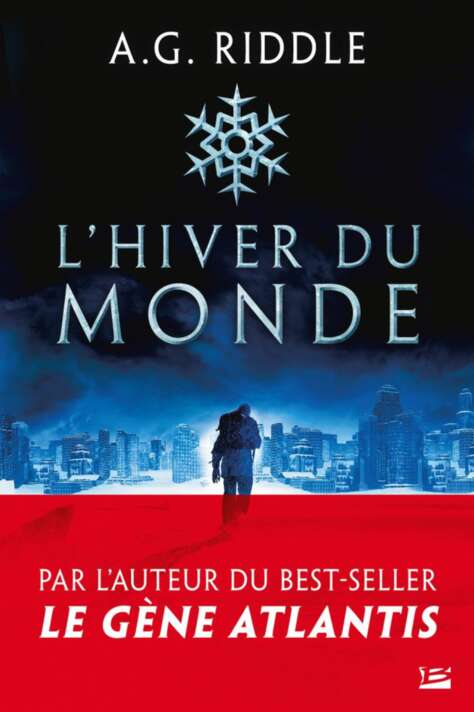 A.G. RIDDLE
L'HIVER DU
MONDE
PAR L'AUTEUR DU BEST-SELLER
LE GÈNE ATLANTIS